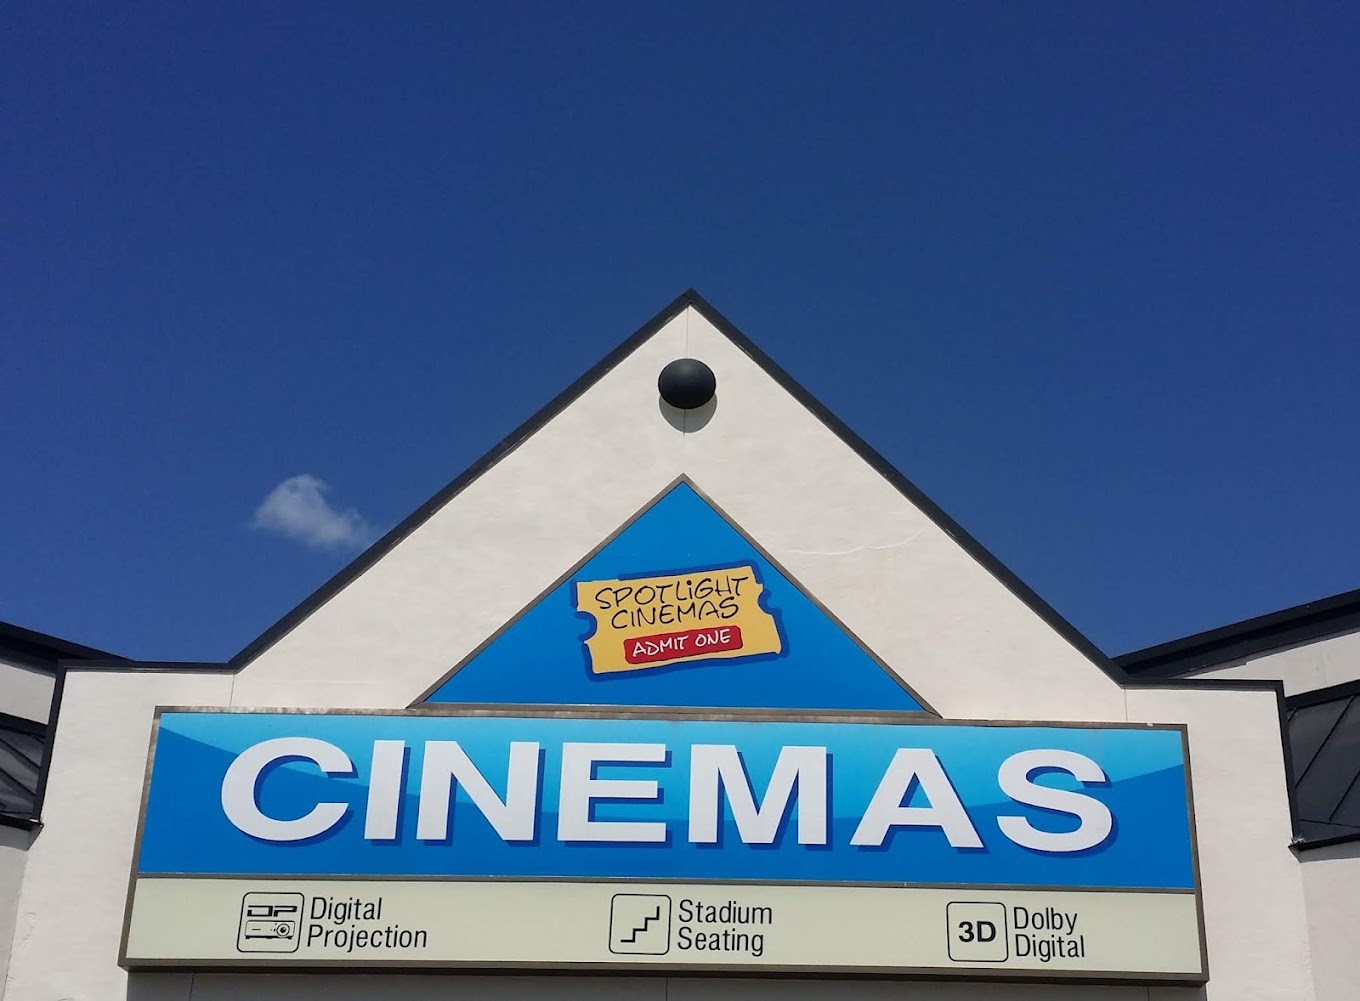 SPOTLiGHT
CINEMAS
ADMIT ONE
CINEMAS
DP
Digital
Projection
Stadium
Seating
3D
Dolby
Digital